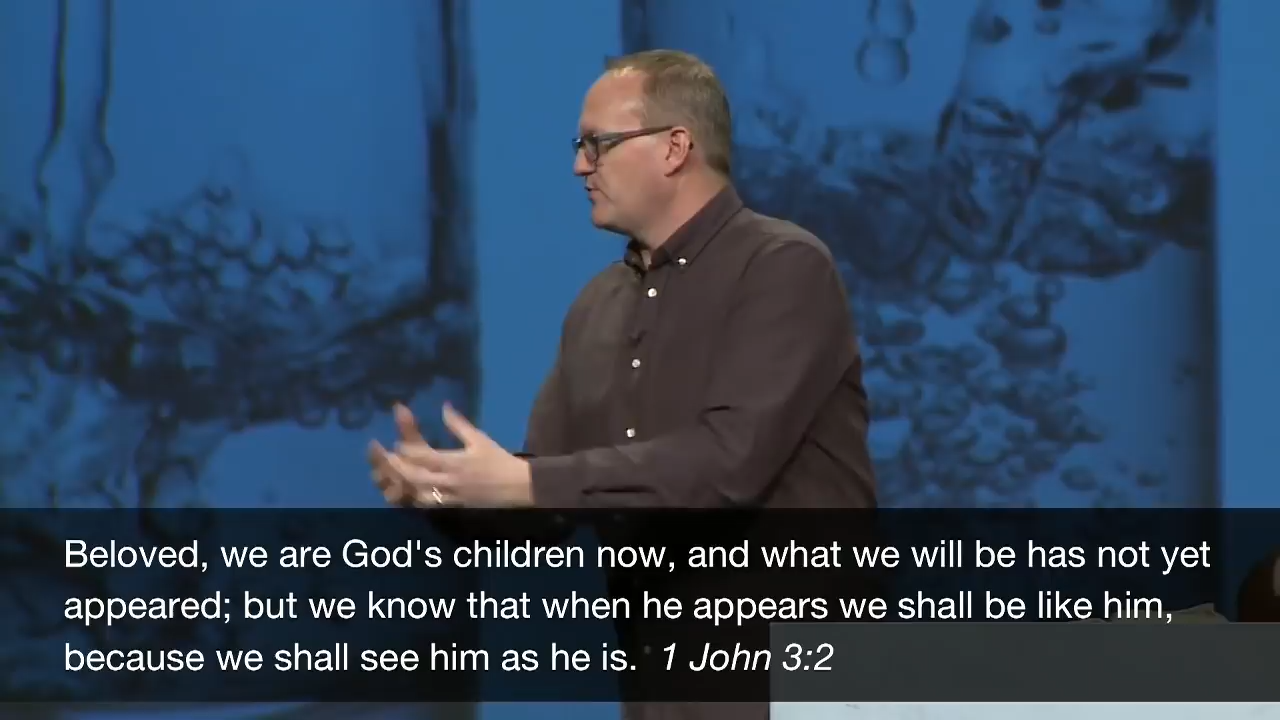 Beloved, we are God's children now, and what we will be has not yet
appeared; but we know that when he appears we shall be like him,
because we shall see him as he is. 1 John 3:2